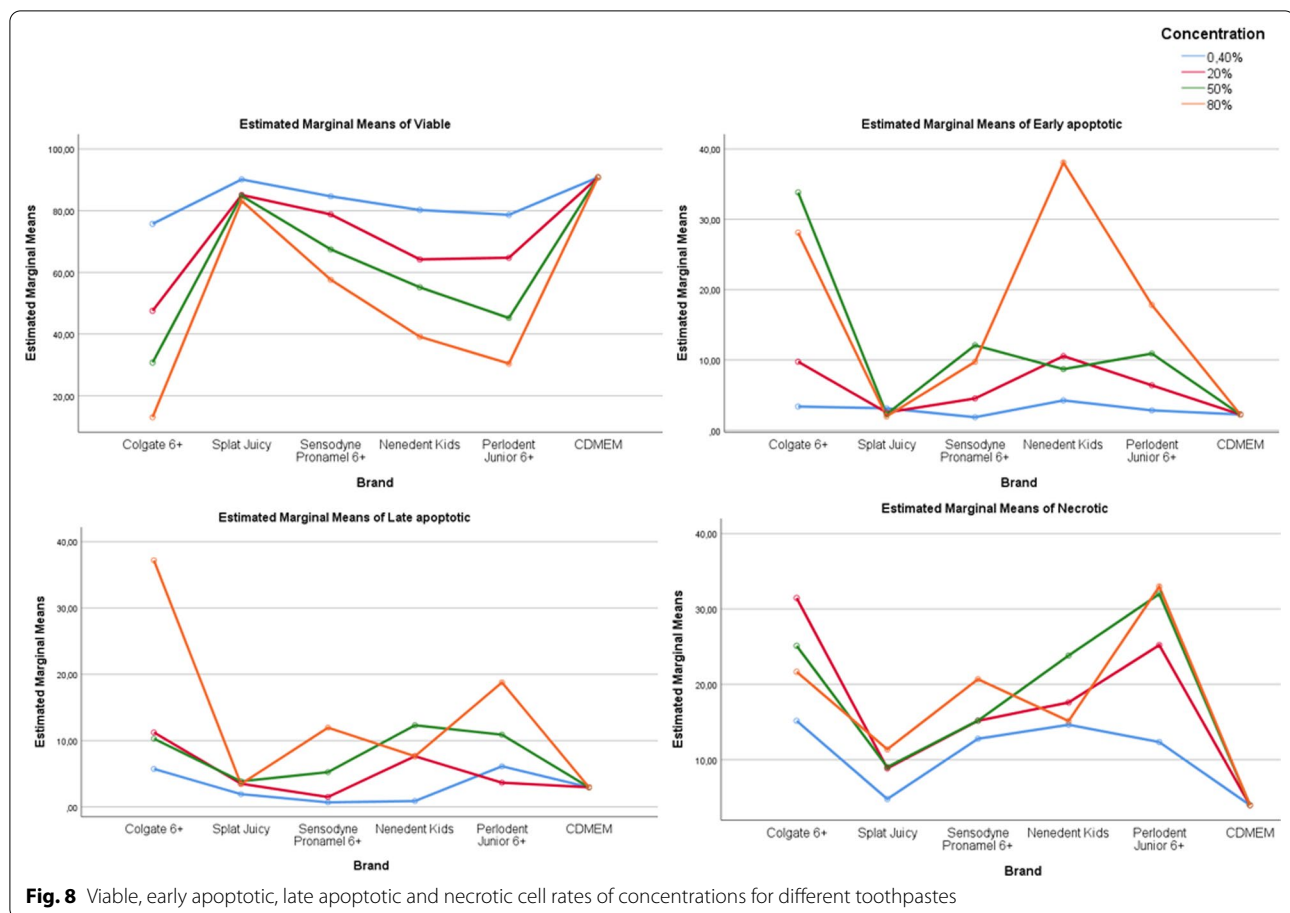 Concentration
0,40%
20%
50%
80%
Estimated Marginal Means of Viable
Estimated Marginal Means
100,00
80,00
60,00
40,00
20,00
Colgate 6+
Splat Juicy
Sensodyne
Pronamel 6+
Nenedent Kids
Perlodent
Junior 6+
CDMEM
Brand
Estimated Marginal Means of Early apoptotic
Estimated Marginal Means
40,00
30,00
20,00
10,00
,00
Colgate 6+
Splat Juicy
Sensodyne
Pronamel 6+
Nenedent Kids
Perlodent
Junior 6+
CDMEM
Brand
Estimated Marginal Means of Late apoptotic
Estimated Marginal Means
40,00
30,00
20,00
10,00
,00
Colgate 6+
Splat Juicy
Sensodyne
Pronamel 6+
Nenedent Kids
Perlodent
Junior 6+
CDMEM
Brand
Estimated Marginal Means of Necrotic
Estimated Marginal Means
40,00
30,00
20,00
10,00
Colgate 6+
Splat Juicy
Sensodyne
Pronamel 6+
Nenedent Kids
Perlodent
Junior 6+
CDMEM
Brand
Fig. 8 Viable, early apoptotic, late apoptotic and necrotic cell rates of concentrations for different toothpastes